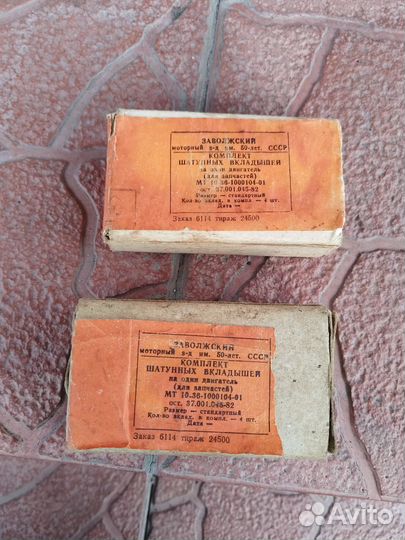 ЗАВОЛЖСКИЙ
моторный з-д им. 50-лет. СССР
КОМПЛЕКТ
ШАТУННЫХ ВКЛАДЫШЕЙ
на один двигатель
(для запчастей)
МТ 10.36-1000104-01
ост. 37.001.045-82
Размер — стандартный
Кол-во вклад. в компл. — 4 шт.
Дата —
Заказ 6114 тираж 24500
ЗАВОЛЖСКИЙ
моторный з-д им. 50-лет. СССР
КОМПЛЕКТ
ШАТУННЫХ ВКЛАДЫШЕЙ
на один двигатель
(для запчастей)
МТ 10.36-1000104-01
ост. 37.001.045-82
Размер — стандартный
Кол-во вклад. в компл. — 4 шт.
Дата —
Заказ 6114 тираж 24500
Avito